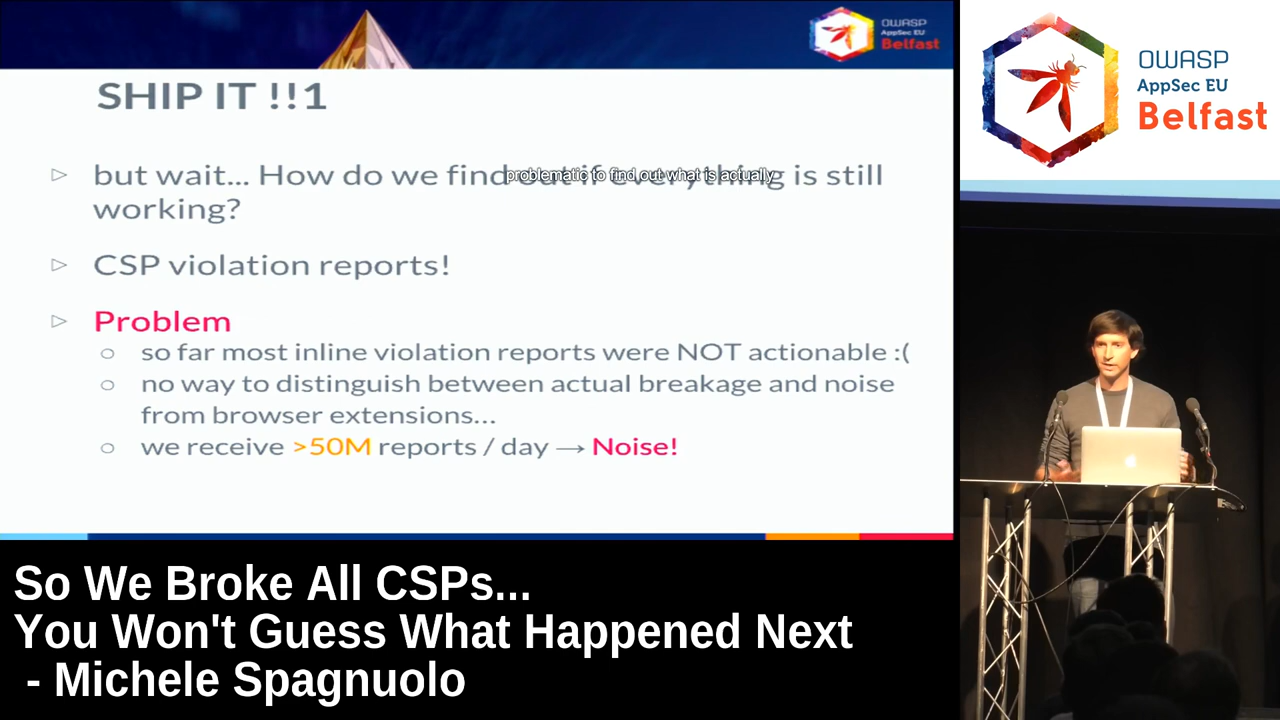 OWASP
AppSec EU
Belfast
SHIP IT !!1
but wait... How do we find out if everything is still
working?
problematic to find out what is actually
CSP violation reports!
Problem
so far most inline violation reports were NOT actionable :(
no way to distinguish between actual breakage and noise
from browser extensions...
we receive >50M reports / day → Noise!
OWASP
AppSec EU
Belfast
So We Broke All CSPs...
You Won't Guess What Happened Next
- Michele Spagnuolo